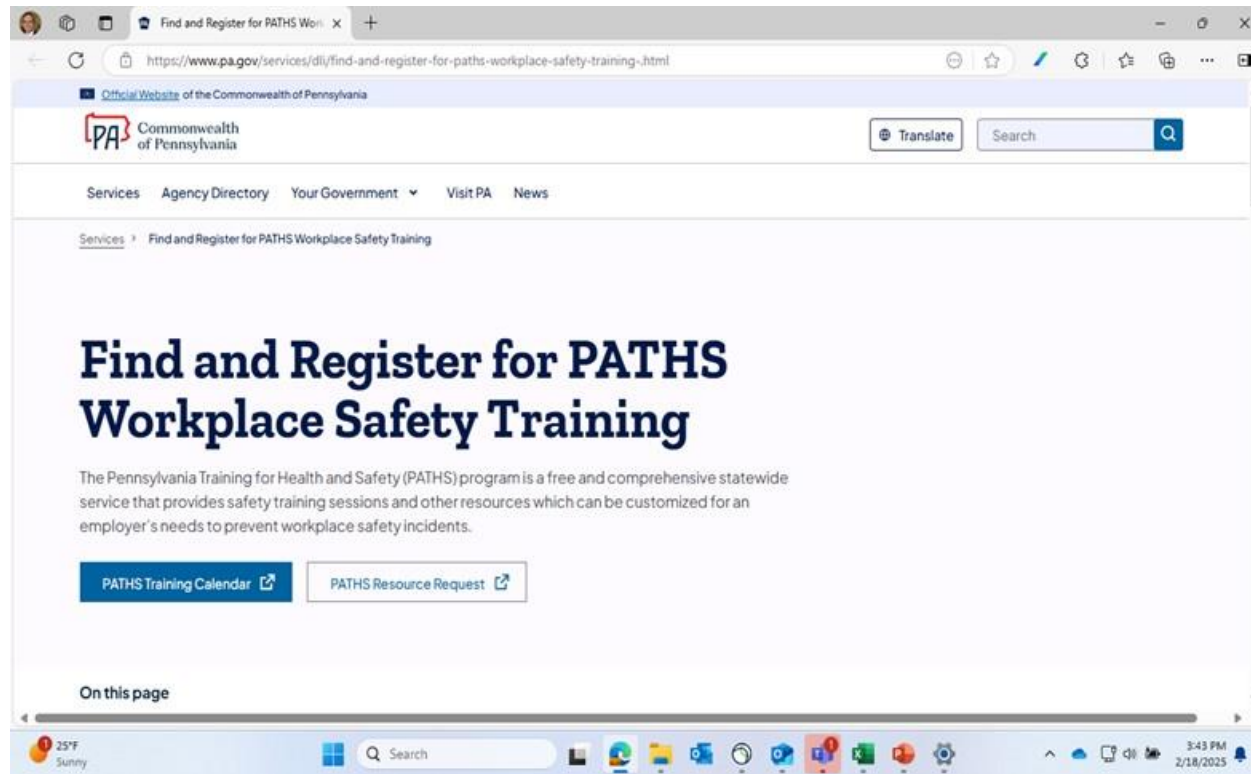 Find and Register for PATHS Wor
https://www.pa.gov/services/dli/find-and-register-for-paths-workplace-safety-training-.html
Official Website of the Commonwealth of Pennsylvania
PA Commonwealth
of Pennsylvania
Translate
Search
Services Agency Directory Your Government Visit PA News
Services > Find and Register for PATHS Workplace Safety Training
Find and Register for PATHS
Workplace Safety Training
The Pennsylvania Training for Health and Safety (PATHS) program is a free and comprehensive statewide
service that provides safety training sessions and other resources which can be customized for an
employer's needs to prevent workplace safety incidents.
PATHS Training Calendar PATHS Resource Request
On this page
1
25°F
Sunny
Search
3:43 PM
2/18/2025